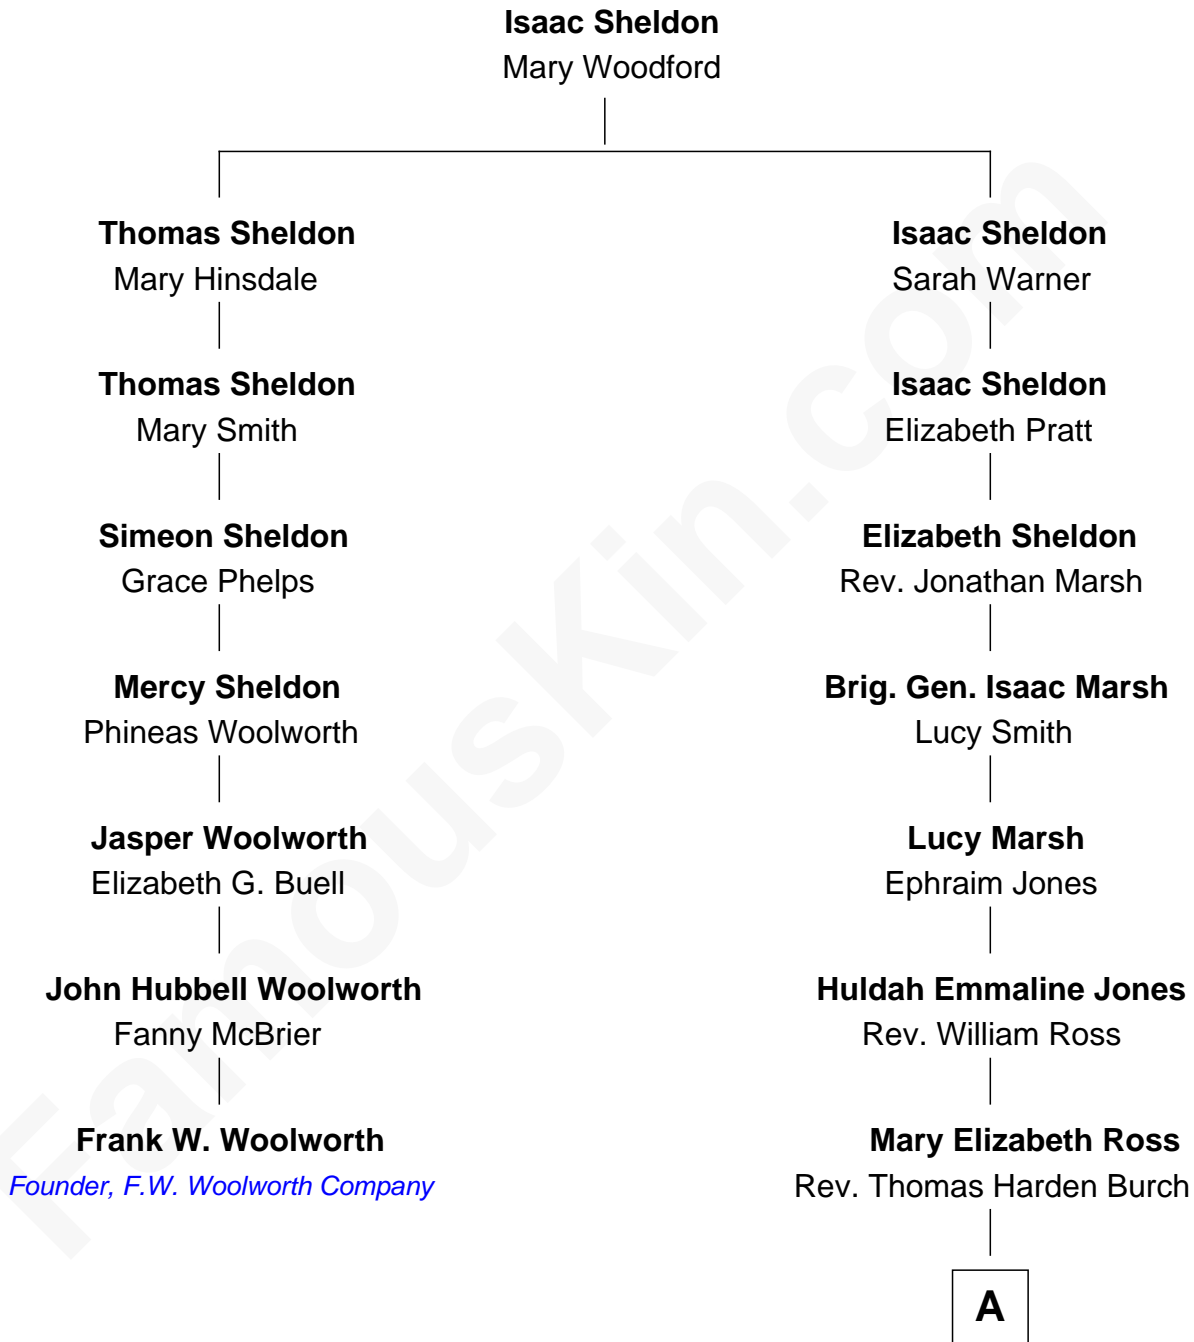 Isaac Sheldon
Mary Woodford
Thomas Sheldon
Mary Hinsdale
Isaac Sheldon
Sarah Warner
Thomas Sheldon
Mary Smith
Isaac Sheldon
Elizabeth Pratt
Simeon Sheldon
Grace Phelps
Elizabeth Sheldon
Rev. Jonathan Marsh
Mercy Sheldon
Phineas Woolworth
Brig. Gen. Isaac Marsh
Lucy Smith
Jasper Woolworth
Elizabeth G. Buell
Lucy Marsh
Ephraim Jones
John Hubbell Woolworth
Fanny McBrier
Huldah Emmaline Jones
Rev. William Ross
Frank W. Woolworth
Founder, F.W. Woolworth Company
Mary Elizabeth Ross
Rev. Thomas Harden Burch
A
FamousKin.com